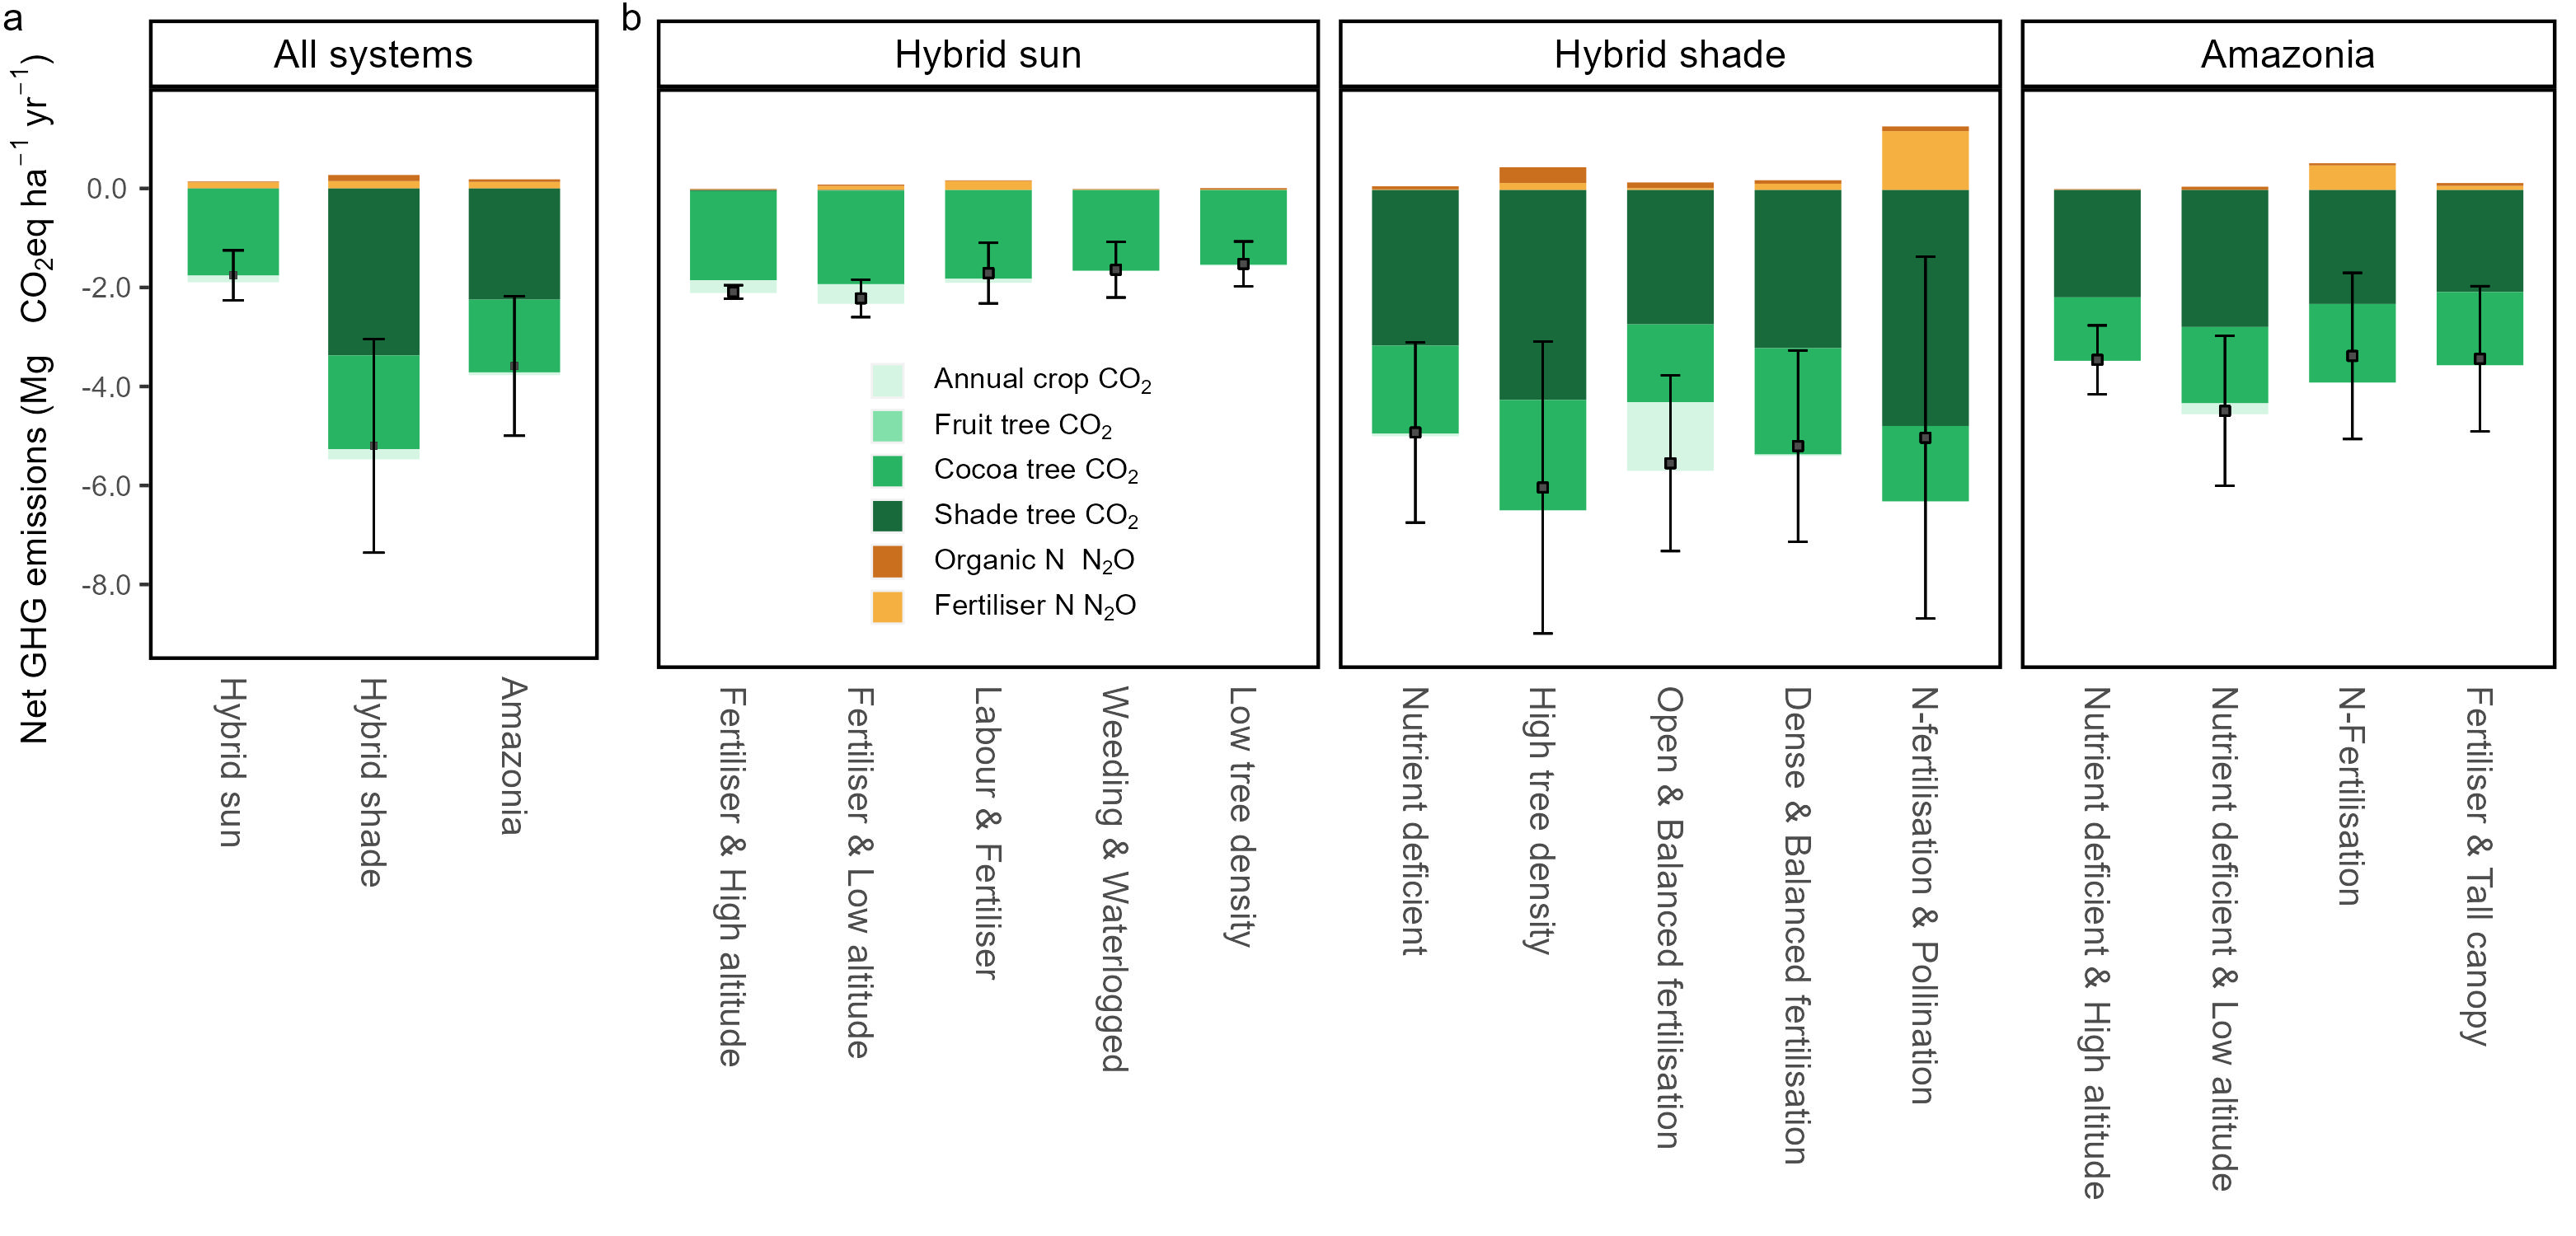 a
All systems
b
Hybrid sun
Hybrid shade
Amazonia
Net GHG emissions (Mg CO₂eq ha⁻¹ yr⁻¹)
0.0
-2.0
-4.0
-6.0
-8.0
Annual crop CO₂
Fruit tree CO₂
Cocoa tree CO₂
Shade tree CO₂
Organic N N₂O
Fertiliser N N₂O
Hybrid sun
Hybrid shade
Amazonia
Fertiliser & High altitude
Fertiliser & Low altitude
Labour & Fertiliser
Weeding & Waterlogged
Low tree density
Nutrient deficient
High tree density
Open & Balanced fertilisation
Dense & Balanced fertilisation
N-fertilisation & Pollination
Nutrient deficient & High altitude
Nutrient deficient & Low altitude
N-Fertilisation
Fertiliser & Tall canopy